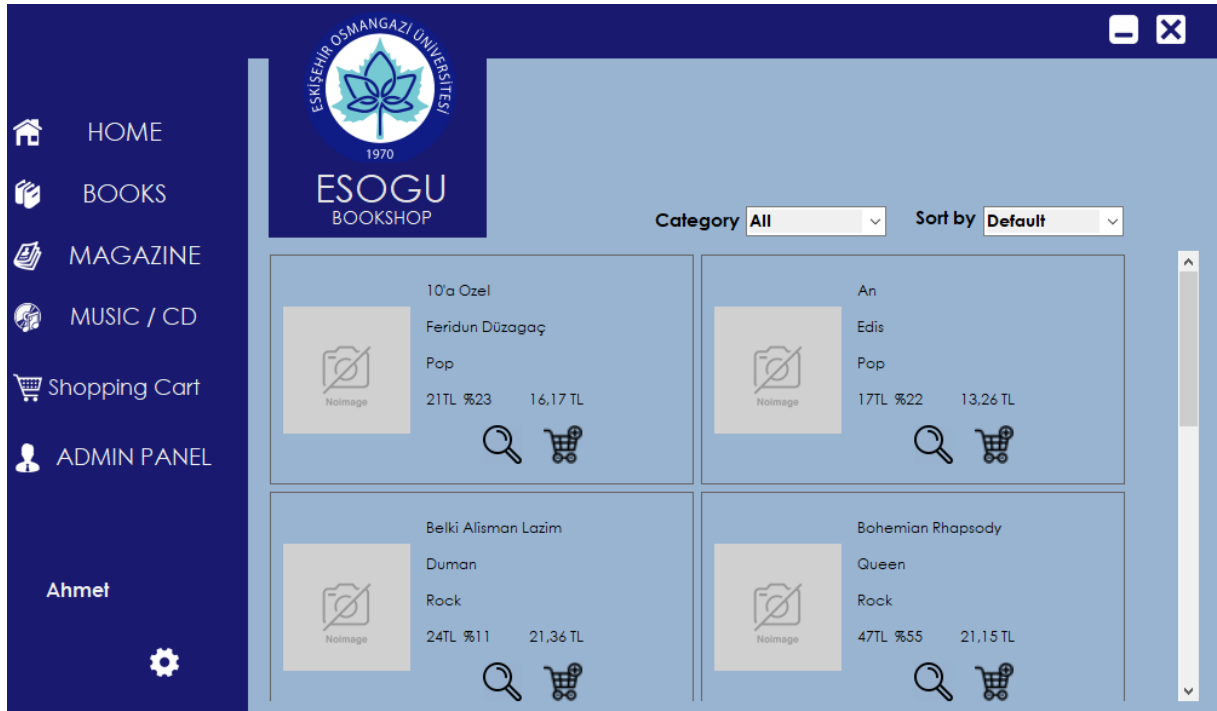 ESKİŞEHİR OSMANGAZİ ÜNİVERSİTESİ
1970
ESOGU
BOOKSHOP
HOME
BOOKS
MAGAZINE
MUSIC / CD
Shopping Cart
ADMIN PANEL
Ahmet
Category All Sort by Default
10'a Ozel
Feridun Düzagaç
Pop
21TL %23 16,17 TL
Noimage
An
Edis
Pop
17TL %22 13,26 TL
Noimage
Belki Alisman Lazim
Duman
Rock
24TL %11 21,36 TL
Noimage
Bohemian Rhapsody
Queen
Rock
47TL %55 21,15 TL
Noimage